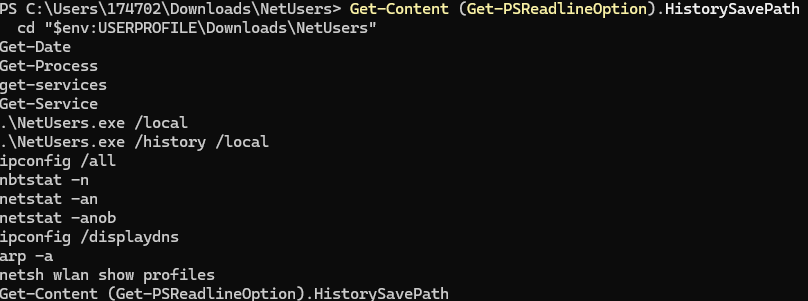 PS C:\Users\174702\Downloads\NetUsers> Get-Content (Get-PSReadlineOption).HistorySavePath
cd "$env:USERPROFILE\Downloads\NetUsers"
Get-Date
Get-Process
get-services
Get-Service
.\NetUsers.exe /local
.\NetUsers.exe /history /local
ipconfig /all
nbtstat -n
netstat -an
netstat -anob
ipconfig /displaydns
arp -a
netsh wlan show profiles
Get-Content (Get-PSReadlineOption).HistorySavePath